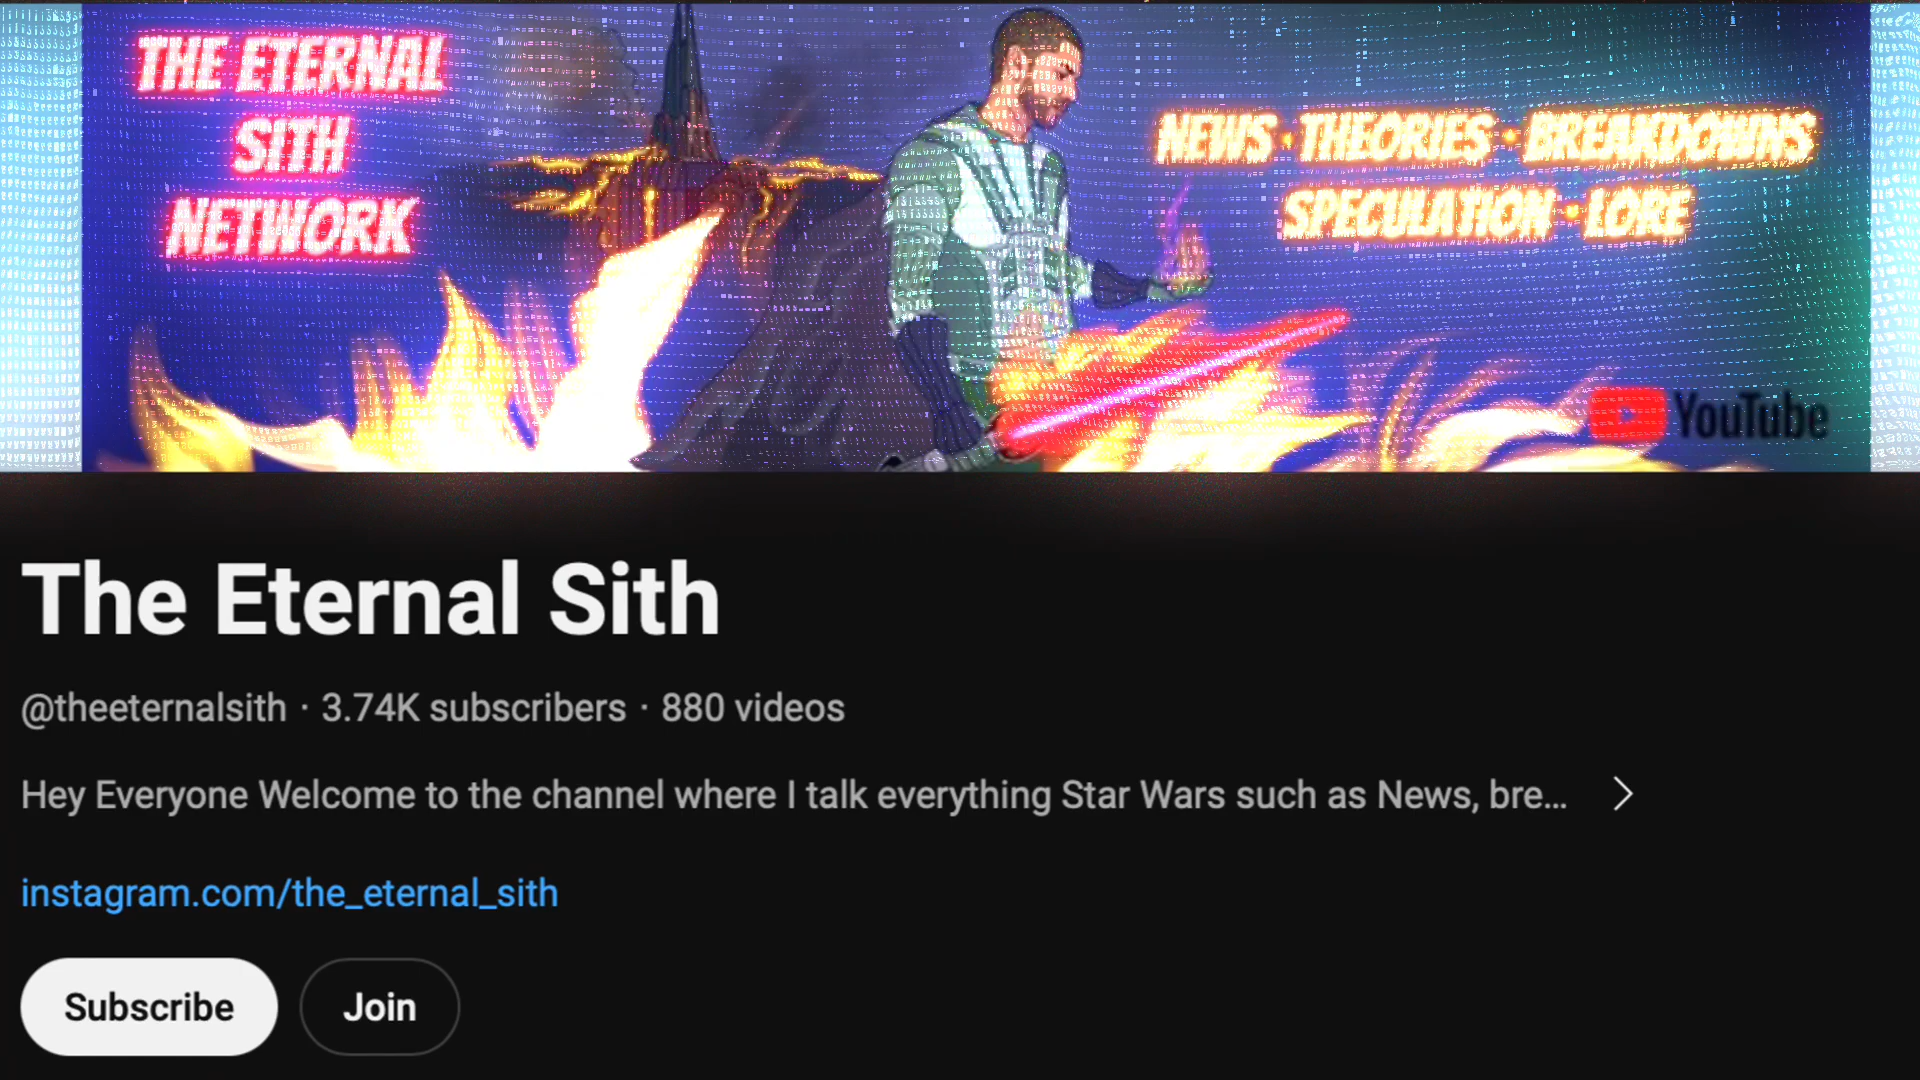 THE ETERNAL
SITH
NETWORK
NEWS · THEORIES · BREAKDOWNS
SPECULATION · LORE
YouTube
The Eternal Sith
@theeternalsith · 3.74K subscribers · 880 videos
Hey Everyone Welcome to the channel where I talk everything Star Wars such as News, bre...
instagram.com/the_eternal_sith
Subscribe
Join